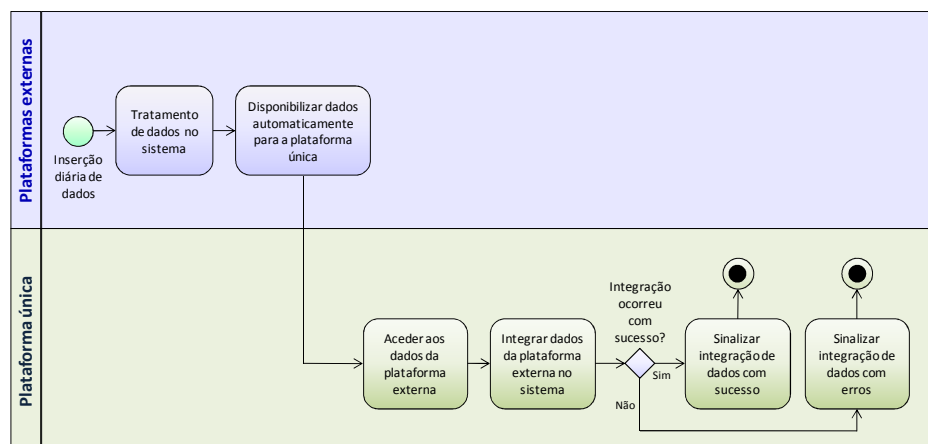 Plataformas externas
Inserção
diária de
dados
Tratamento
de dados no
sistema
Disponibilizar dados
automaticamente
para a plataforma
única
Plataforma única
Aceder aos
dados da
plataforma
externa
Integrar dados
da plataforma
externa no
sistema
Integração
ocorreu
com
sucesso?
Sim
Não
Sinalizar
integração de
dados com
sucesso
Sinalizar
integração de
dados com
erros